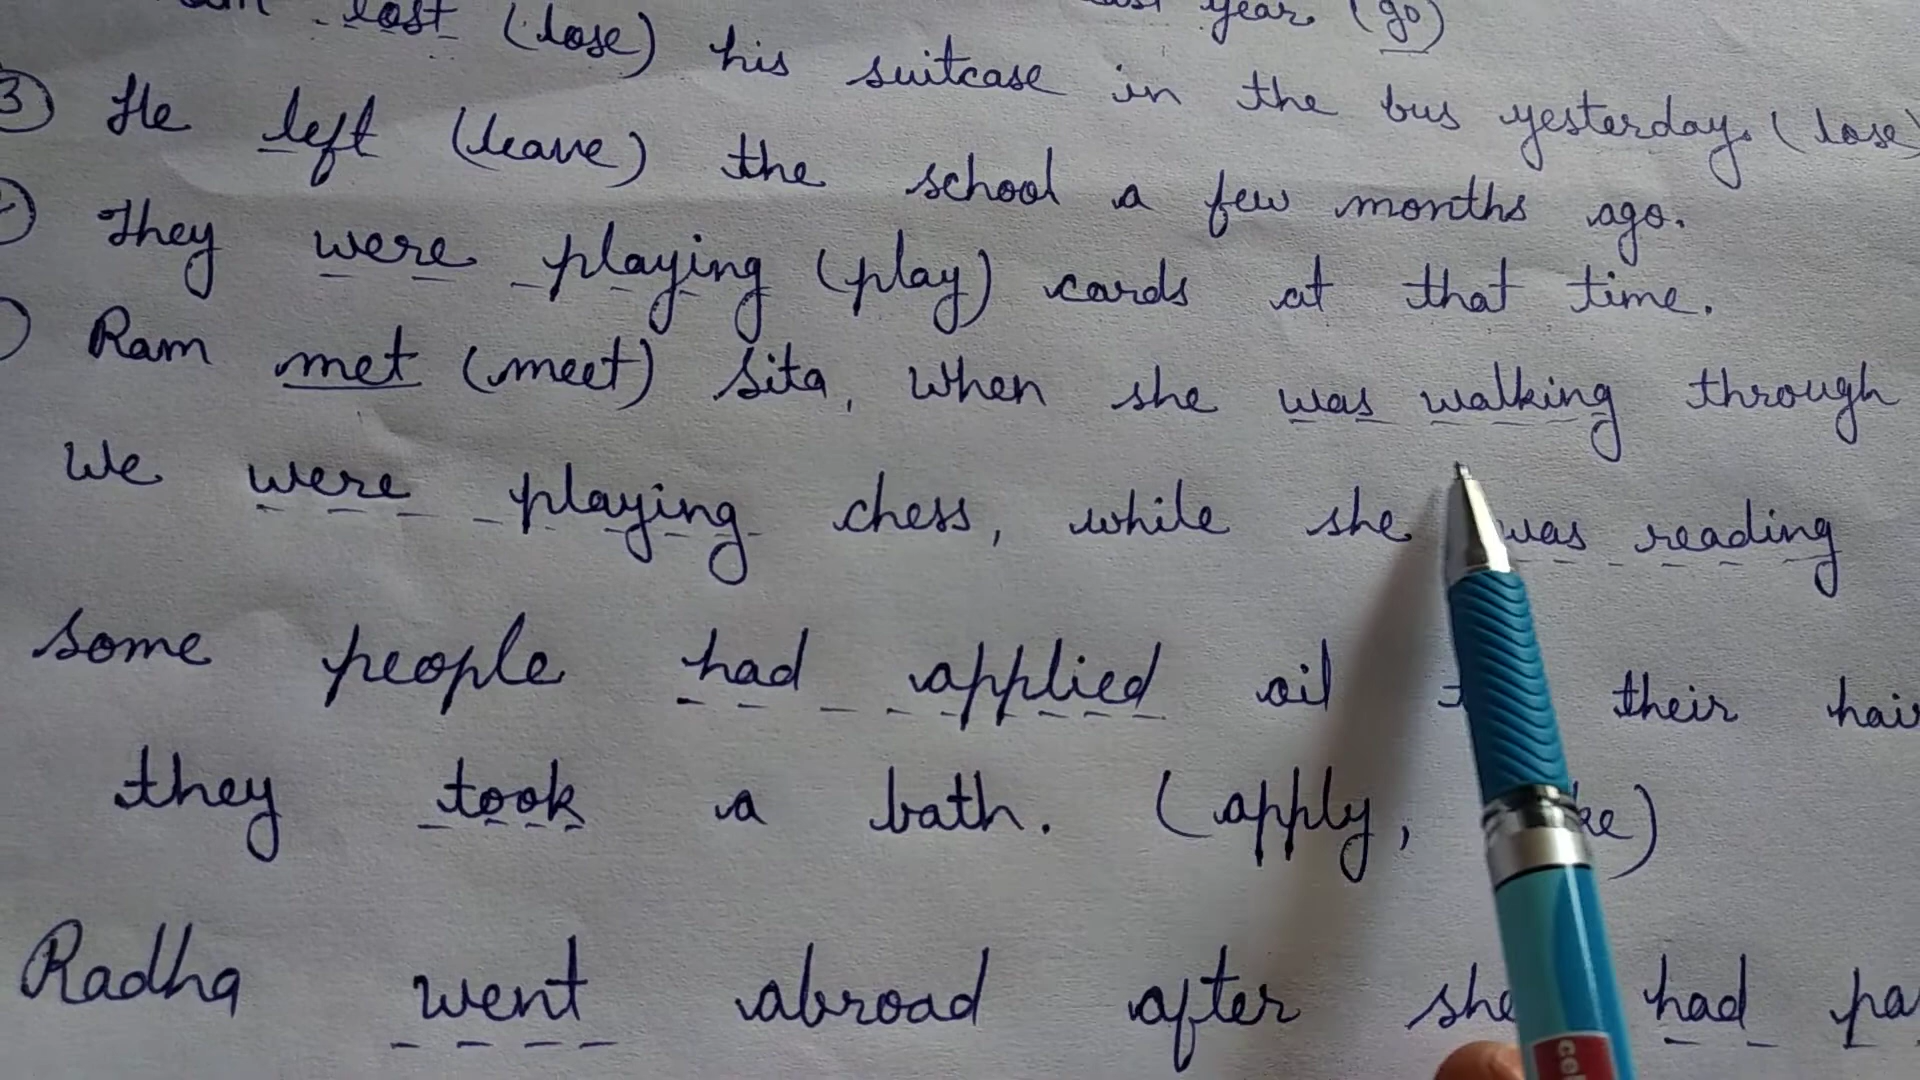 year (go)
lost (lose) his suitcase in the bus yesterday. (lose)
3 He left (leave) the school a few months ago.
They were playing (play) cards at that time.
Ram met (meet) Sita, when she was walking through
We were playing chess, while she was reading
some people had applied oil their hair
they took a bath. (apply,
Radha went abroad after she had
cel